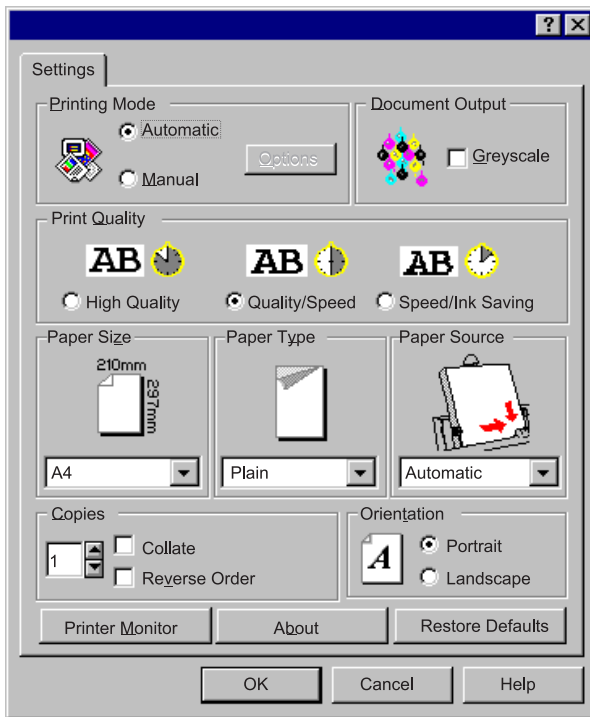 ? X
Settings
Printing Mode
Automatic
Manual
Options
Document Output
Greyscale
Print Quality
AB AB AB
High Quality Quality/Speed Speed/Ink Saving
Paper Size
210mm
297mm
A4
Paper Type
Plain
Paper Source
Automatic
Copies
1
Collate
Reverse Order
Orientation
A
Portrait
Landscape
Printer Monitor About Restore Defaults
OK Cancel Help